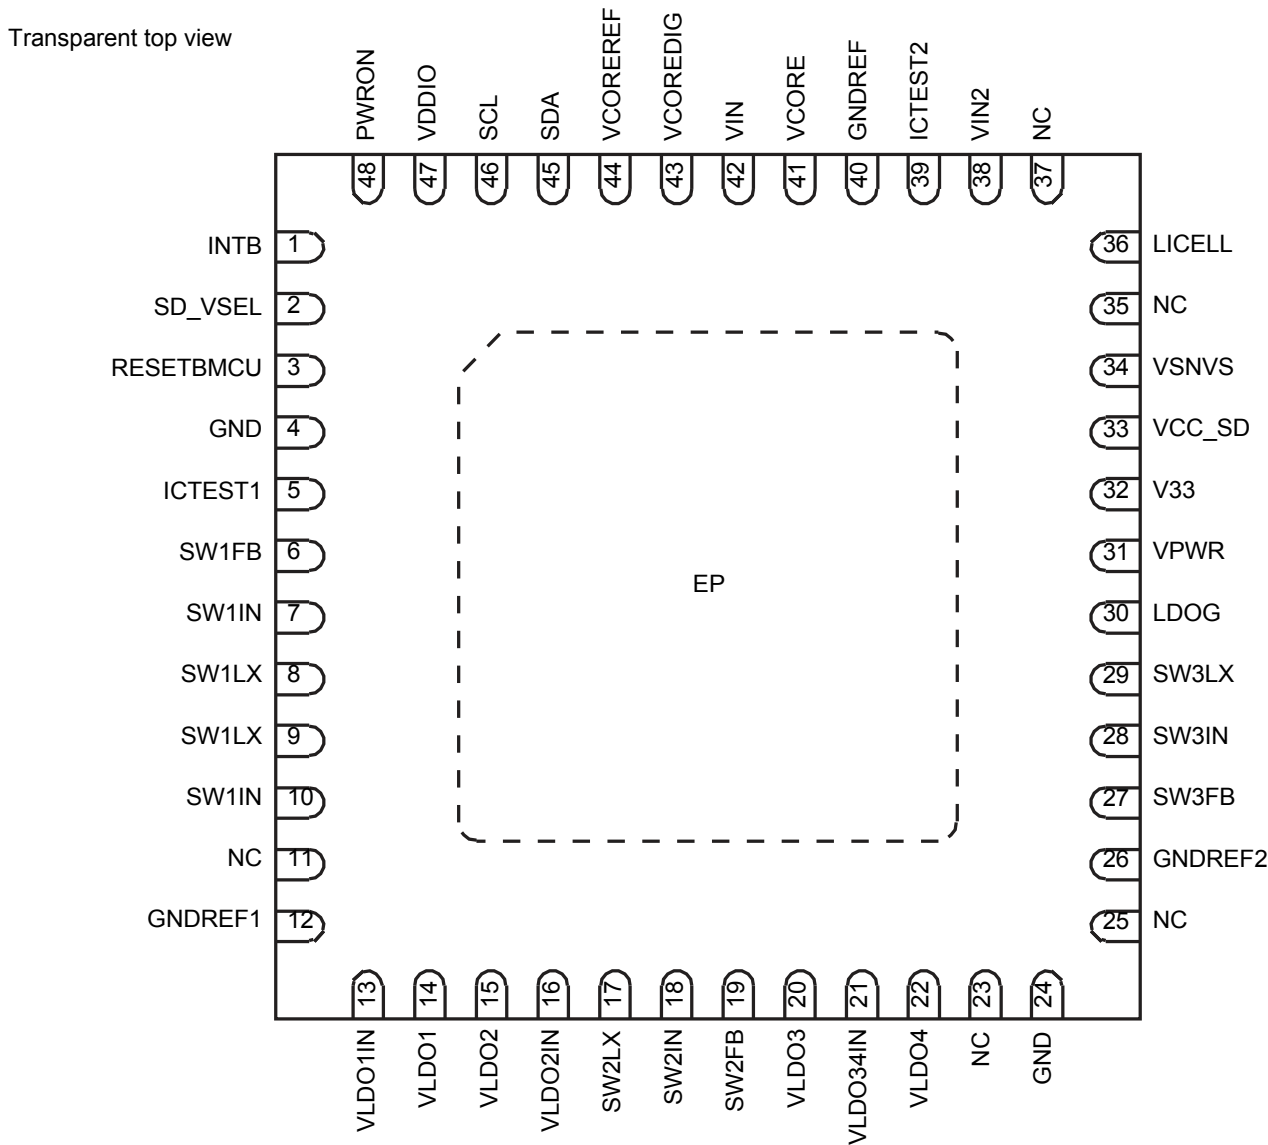 Transparent top view
PWRON
VDDIO
SCL
SDA
VCOREREF
VCOREDIG
VIN
VCORE
GNDREF
ICTEST2
VIN2
NC
48
47
46
45
44
43
42
41
40
39
38
37
INTB 1
SD_VSEL 2
RESETBMCU 3
GND 4
ICTEST1 5
SW1FB 6
SW1IN 7
SW1LX 8
SW1LX 9
SW1IN 10
NC 11
GNDREF1 12
EP
36 LICELL
35 NC
34 VSNVS
33 VCC_SD
32 V33
31 VPWR
30 LDOG
29 SW3LX
28 SW3IN
27 SW3FB
26 GNDREF2
25 NC
13
14
15
16
17
18
19
20
21
22
23
24
VLDO1IN
VLDO1
VLDO2
VLDO2IN
SW2LX
SW2IN
SW2FB
VLDO3
VLDO34IN
VLDO4
NC
GND